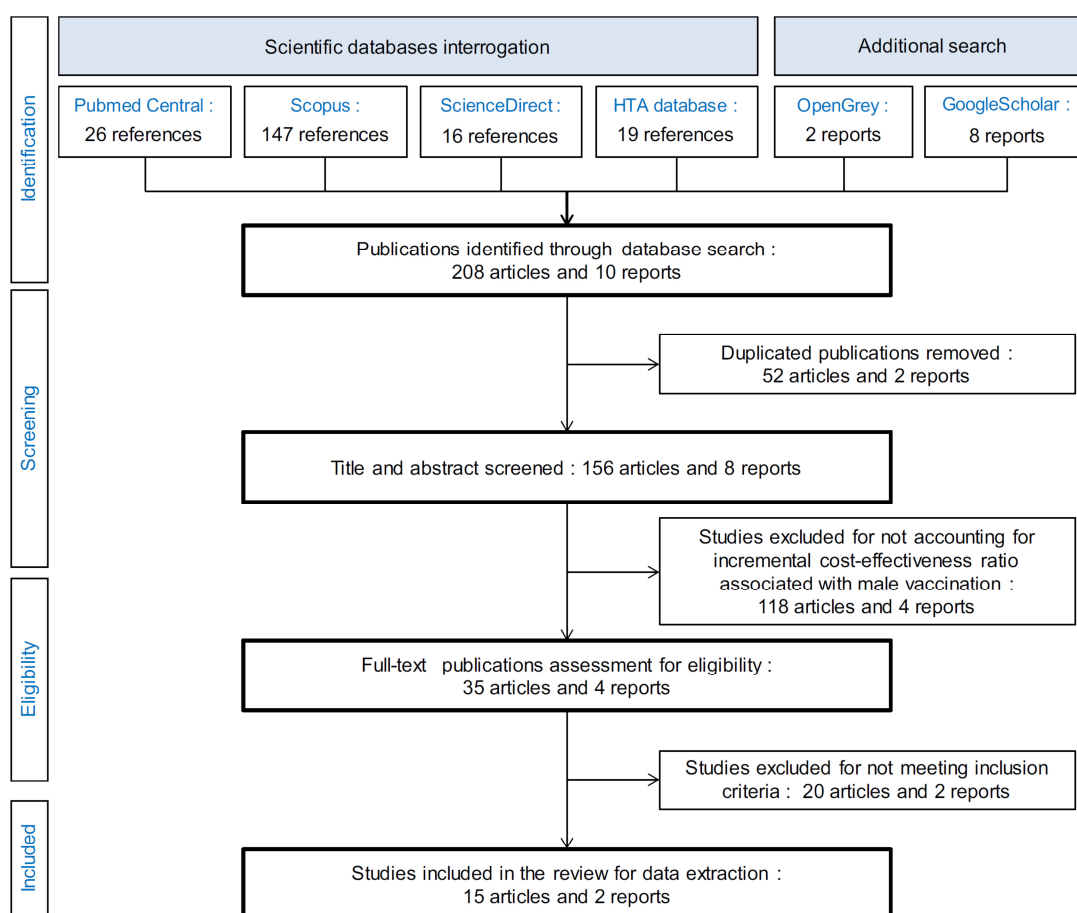 Scientific databases interrogation
Additional search
Identification
Pubmed Central :
26 references
Scopus :
147 references
ScienceDirect :
16 references
HTA database :
19 references
OpenGrey :
2 reports
GoogleScholar :
8 reports
Publications identified through database search :
208 articles and 10 reports
Screening
Duplicated publications removed :
52 articles and 2 reports
Title and abstract screened : 156 articles and 8 reports
Studies excluded for not accounting for
incremental cost-effectiveness ratio
associated with male vaccination :
118 articles and 4 reports
Eligibility
Full-text publications assessment for eligibility :
35 articles and 4 reports
Studies excluded for not meeting inclusion
criteria : 20 articles and 2 reports
Included
Studies included in the review for data extraction :
15 articles and 2 reports